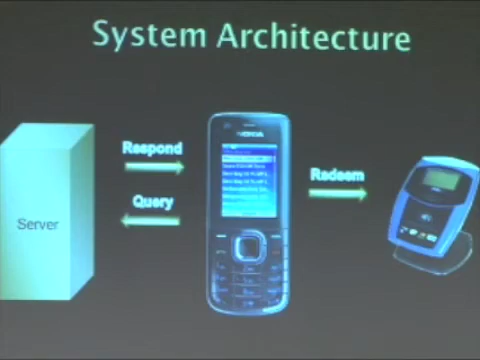 System Architecture
Respond
NOKIA
Redeem
Query
Server